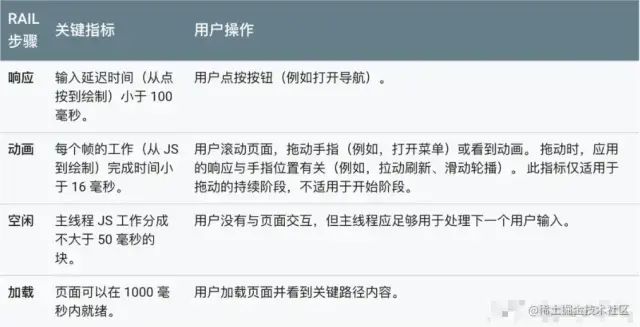 RAIL
步骤
关键指标
用户操作
响应
输入延迟时间（从点
按到绘制）小于 100
毫秒。
用户点按按钮（例如打开导航）。
动画
每个帧的工作（从 JS
到绘制）完成时间小
于 16 毫秒。
用户滚动页面，拖动手指（例如，打开菜单）或看到动画。 拖动时，应用
的响应与手指位置有关（例如，拉动刷新、滑动轮播）。 此指标仅适用于
拖动的持续阶段，不适用于开始阶段。
空闲
主线程 JS 工作分成
不大于 50 毫秒的
块。
用户没有与页面交互，但主线程应足够用于处理下一个用户输入。
加载
页面可以在 1000 毫
秒内就绪。
用户加载页面并看到关键路径内容。
@稀土掘金技术社区